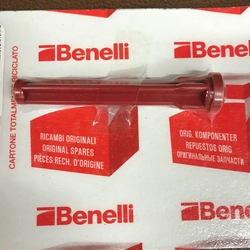 Benelli
Benelli
CARTONE TOTALMENTE RICICLATO
RICAMBI ORIGINALI
ORIGINAL SPARES
PIÈCES RECH. D'ORIGINE
ORIG. KOMPONENTER
REPUESTOS ORIG
ОРИГИНАЛЬНЫЕ ЗАПЧАСТИ
Benelli
Benelli